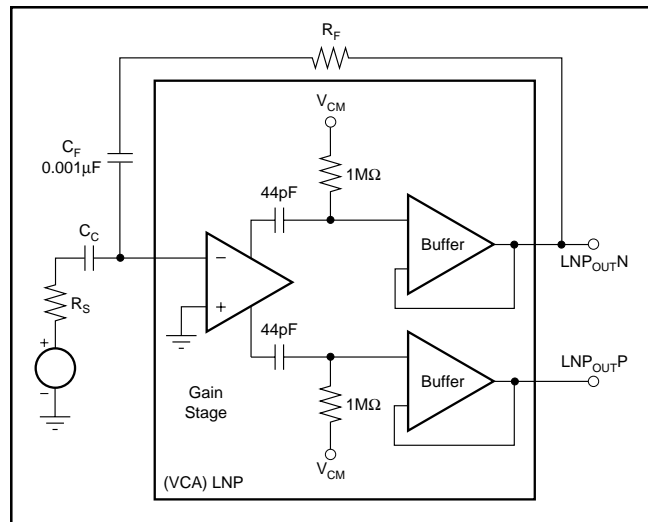 R_F
V_CM
C_F
0.001μF
1MΩ
44pF
C_C
Buffer
LNP_OUTN
R_S
−
+
+
−
44pF
Buffer
LNP_OUTP
Gain
Stage
1MΩ
V_CM
(VCA) LNP